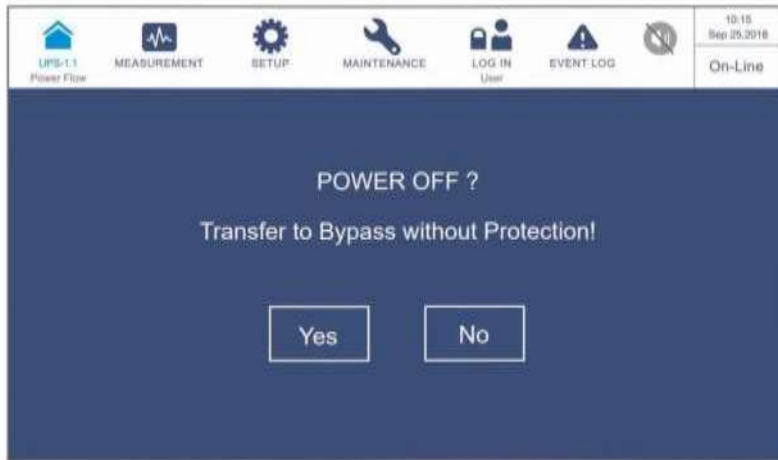 UPS-1.1
Power Flow
MEASUREMENT
SETUP
MAINTENANCE
LOG IN
User
EVENT LOG
10:15
Sep 25,2018
On-Line
POWER OFF ?
Transfer to Bypass without Protection!
Yes
No